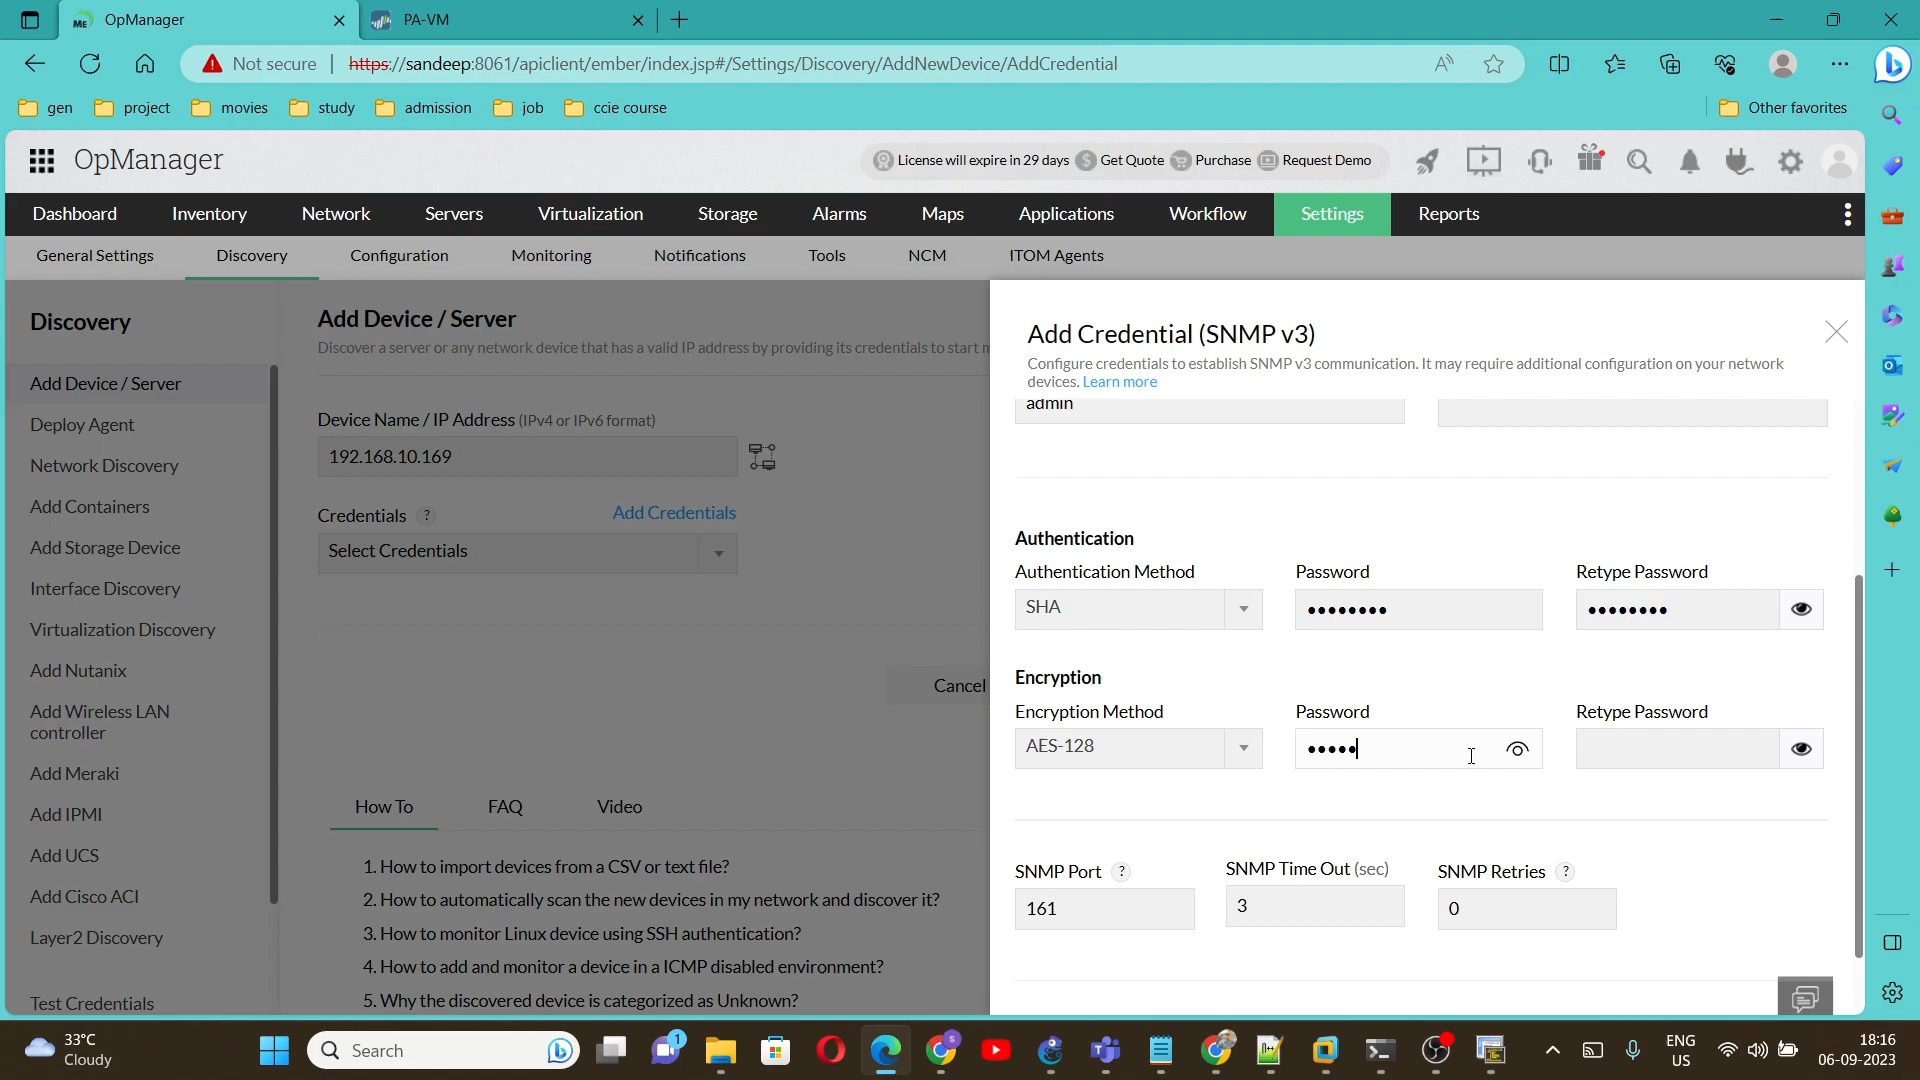 OpManager
PA-VM
Not secure
https://sandeep:8061/apiclient/ember/index.jsp#/Settings/Discovery/AddNewDevice/AddCredential
gen
project
movies
study
admission
job
ccie course
Other favorites
OpManager
License will expire in 29 days
Get Quote
Purchase
Request Demo
Dashboard
Inventory
Network
Servers
Virtualization
Storage
Alarms
Maps
Applications
Workflow
Settings
Reports
General Settings
Discovery
Configuration
Monitoring
Notifications
Tools
NCM
ITOM Agents
Discovery
Add Device / Server
Deploy Agent
Network Discovery
Add Containers
Add Storage Device
Interface Discovery
Virtualization Discovery
Add Nutanix
Add Wireless LAN
controller
Add Meraki
Add IPMI
Add UCS
Add Cisco ACI
Layer2 Discovery
Test Credentials
Add Device / Server
Discover a server or any network device that has a valid IP address by providing its credentials to start
Device Name / IP Address (IPv4 or IPv6 format)
192.168.10.169
Credentials ?
Add Credentials
Select Credentials
Cancel
How To
FAQ
Video
1. How to import devices from a CSV or text file?
2. How to automatically scan the new devices in my network and discover it?
3. How to monitor Linux device using SSH authentication?
4. How to add and monitor a device in a ICMP disabled environment?
5. Why the discovered device is categorized as Unknown?
Add Credential (SNMP v3)
Configure credentials to establish SNMP v3 communication. It may require additional configuration on your network
devices. Learn more
admin
Authentication
Authentication Method
Password
Retype Password
SHA
••••••••
••••••••
Encryption
Encryption Method
Password
Retype Password
AES-128
•••••
SNMP Port ?
SNMP Time Out (sec)
SNMP Retries ?
161
3
0
33°C
Cloudy
Search
1
ENG
US
18:16
06-09-2023